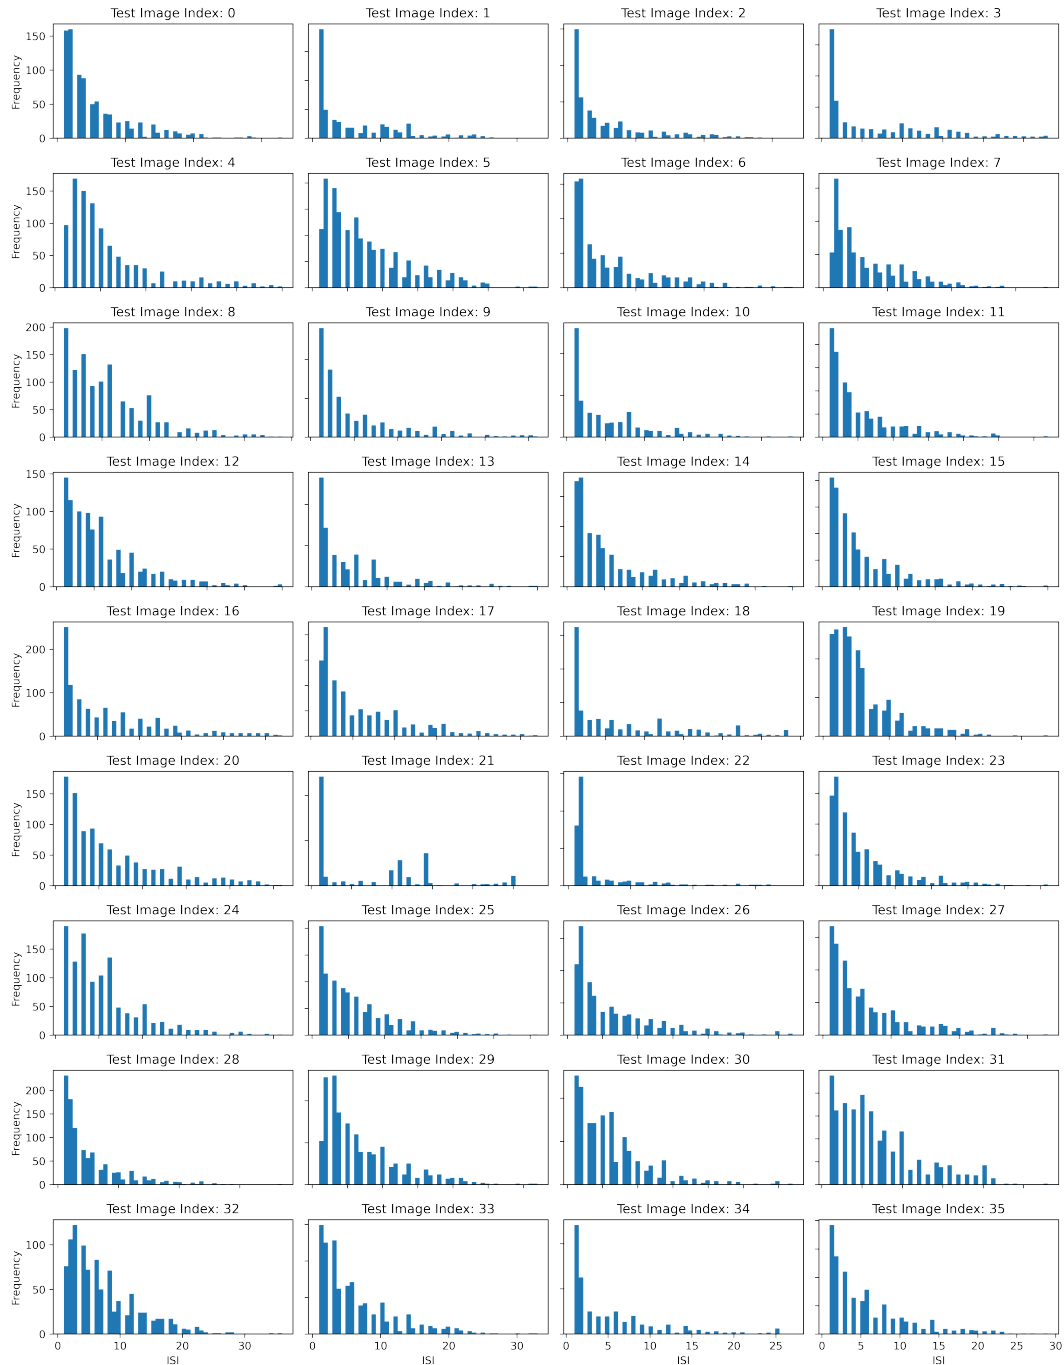 Test Image Index: 0
Test Image Index: 1
Test Image Index: 2
Test Image Index: 3
Frequency
150
100
50
0
Test Image Index: 4
Test Image Index: 5
Test Image Index: 6
Test Image Index: 7
Frequency
150
100
50
0
Test Image Index: 8
Test Image Index: 9
Test Image Index: 10
Test Image Index: 11
Frequency
200
150
100
50
0
Test Image Index: 12
Test Image Index: 13
Test Image Index: 14
Test Image Index: 15
Frequency
150
100
50
0
Test Image Index: 16
Test Image Index: 17
Test Image Index: 18
Test Image Index: 19
Frequency
200
100
0
Test Image Index: 20
Test Image Index: 21
Test Image Index: 22
Test Image Index: 23
Frequency
150
100
50
0
Test Image Index: 24
Test Image Index: 25
Test Image Index: 26
Test Image Index: 27
Frequency
150
100
50
0
Test Image Index: 28
Test Image Index: 29
Test Image Index: 30
Test Image Index: 31
Frequency
200
150
100
50
0
Test Image Index: 32
Test Image Index: 33
Test Image Index: 34
Test Image Index: 35
Frequency
100
50
0
0 10 20 30
0 10 20 30
0 5 10 15 20 25
0 5 10 15 20 25 30
ISI
ISI
ISI
ISI